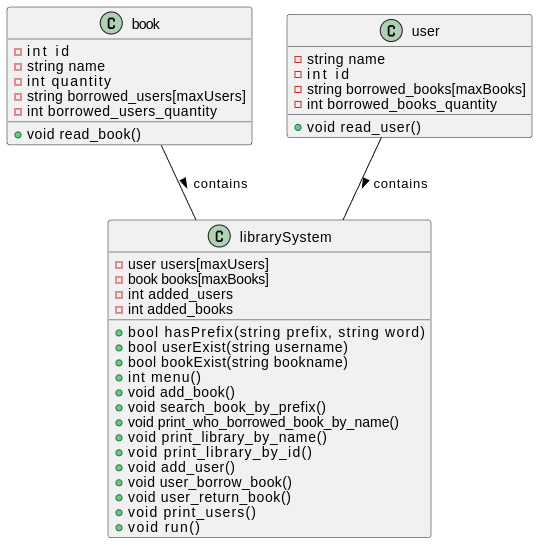 C book
int id
string name
int quantity
string borrowed_users[maxUsers]
int borrowed_users_quantity
void read_book()
C user
string name
int id
string borrowed_books[maxBooks]
int borrowed_books_quantity
void read_user()
contains
contains
C librarySystem
user users[maxUsers]
book books[maxBooks]
int added_users
int added_books
bool hasPrefix(string prefix, string word)
bool userExist(string username)
bool bookExist(string bookname)
int menu()
void add_book()
void search_book_by_prefix()
void print_who_borrowed_book_by_name()
void print_library_by_name()
void print_library_by_id()
void add_user()
void user_borrow_book()
void user_return_book()
void print_users()
void run()